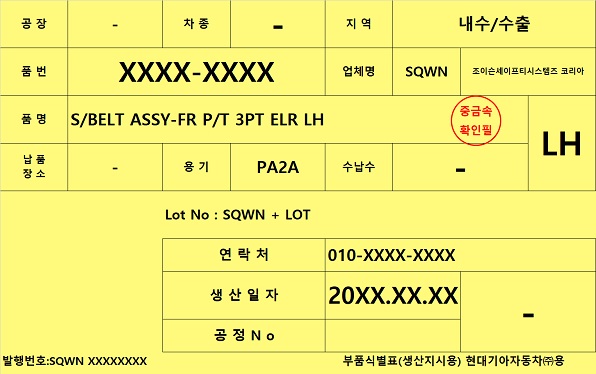 공 장 - 차 종 - 지 역 내수/수출
품 번 XXXX-XXXX 업체명 SQWN 조이슨세이프티시스템즈 코리아
품 명 S/BELT ASSY-FR P/T 3PT ELR LH 중금속
확인필
LH
납 품
장 소 - 용 기 PA2A 수납수 -
Lot No : SQWN + LOT
연 락 처 010-XXXX-XXXX
생 산 일 자 20XX.XX.XX -
공 정 N o
발행번호:SQWN XXXXXXXX 부품식별표(생산지시용) 현대기아자동차㈜용